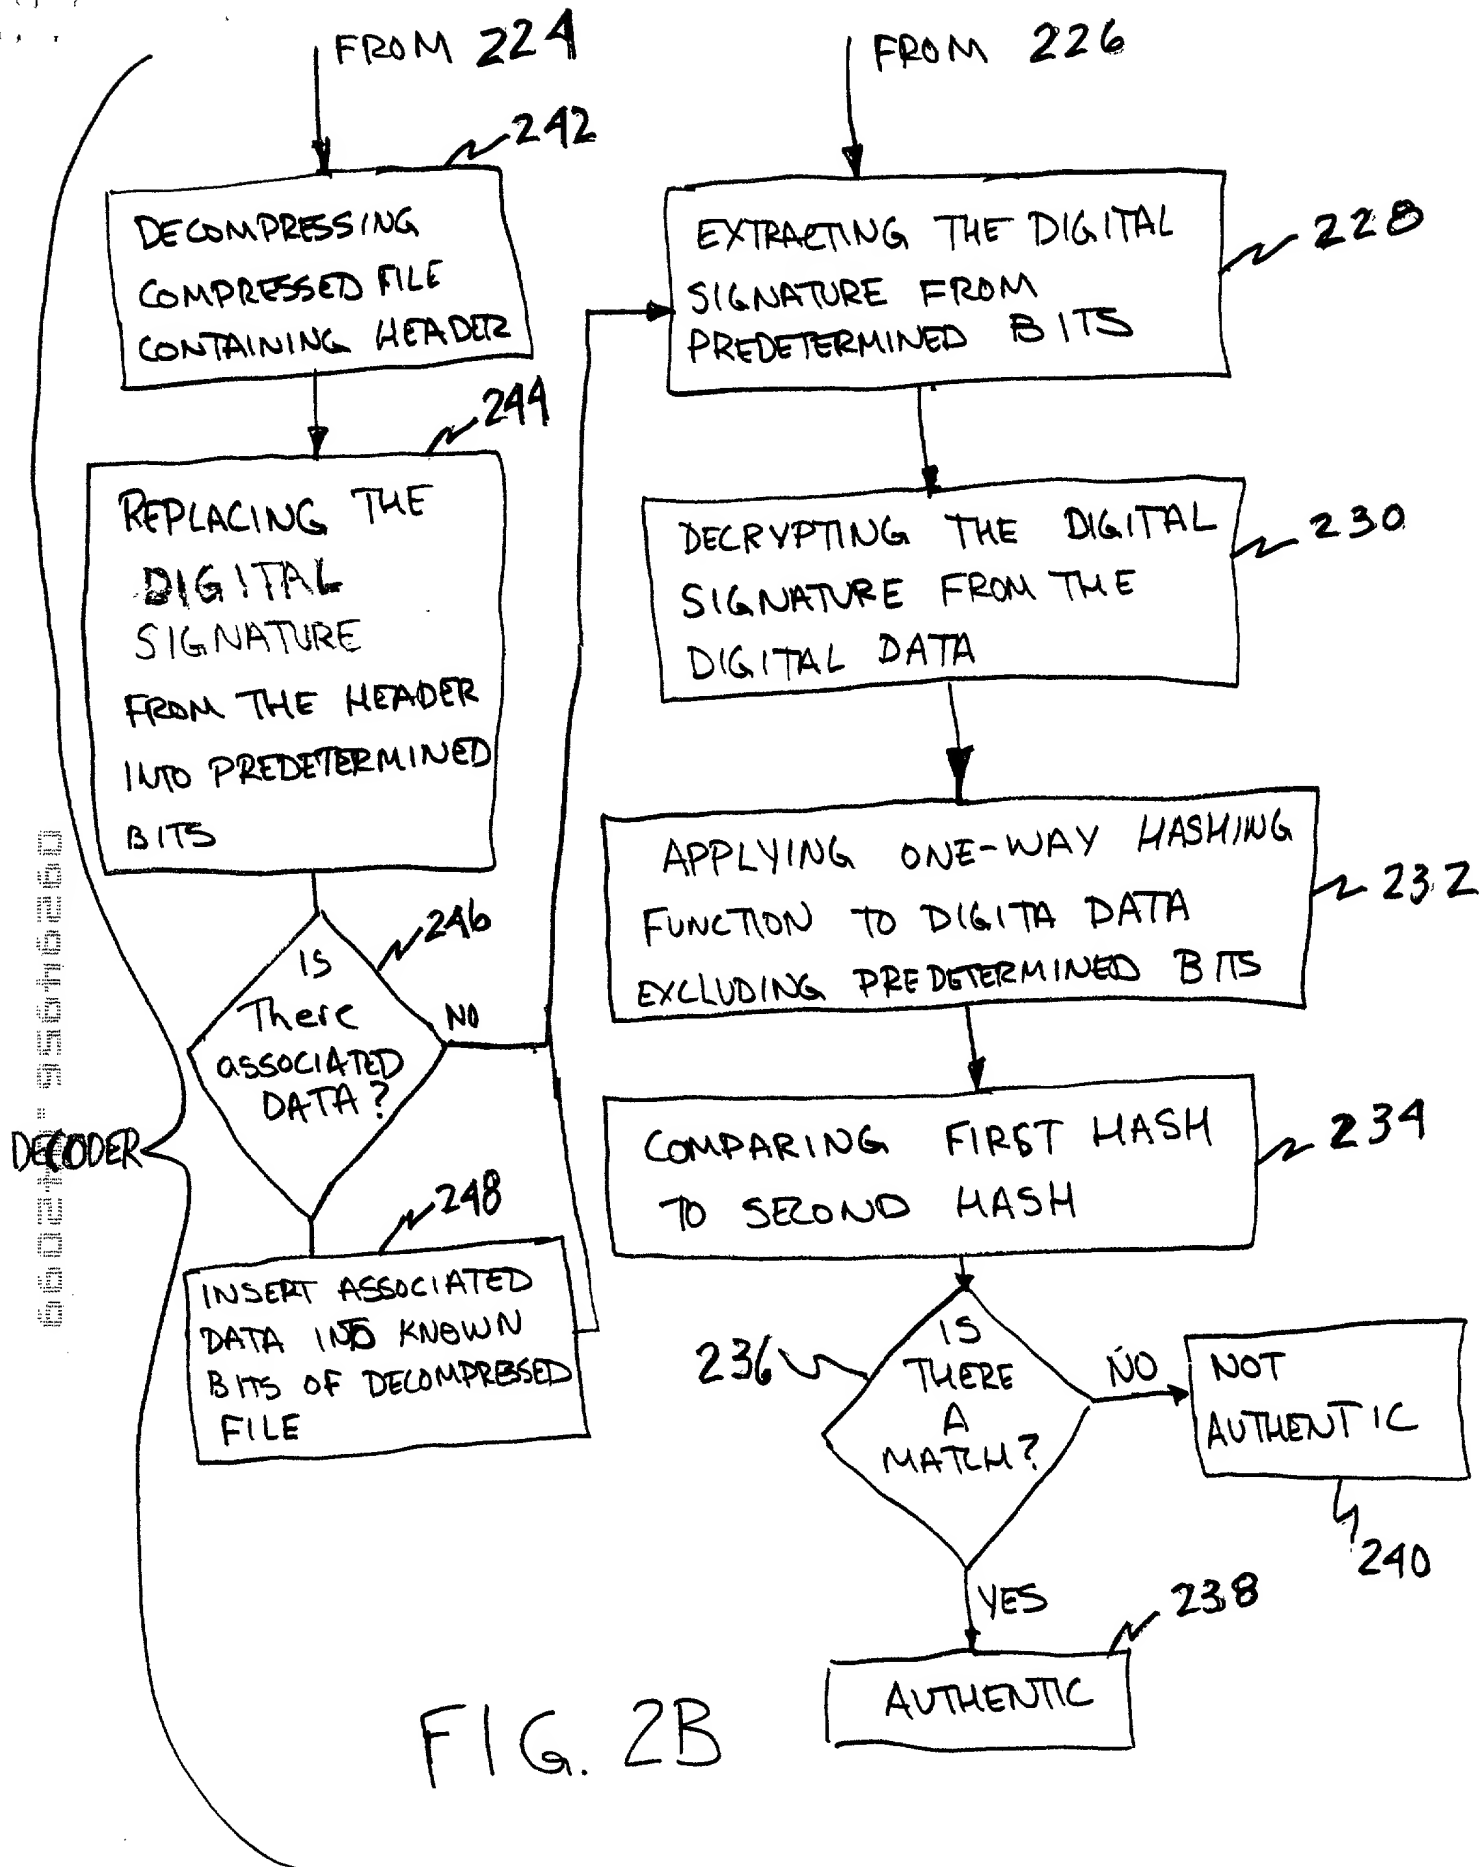 FROM 224
242
DECOMPRESSING
COMPRESSED FILE
CONTAINING HEADER
244
REPLACING THE
DIGITAL
SIGNATURE
FROM THE HEADER
INTO PREDETERMINED
BITS
246
IS
There
ASSOCIATED
DATA?
NO
248
INSERT ASSOCIATED
DATA INTO KNOWN
BITS OF DECOMPRESSED
FILE
DECODER
FROM 226
EXTRACTING THE DIGITAL
SIGNATURE FROM
PREDETERMINED BITS
228
DECRYPTING THE DIGITAL
SIGNATURE FROM THE
DIGITAL DATA
230
APPLYING ONE-WAY HASHING
FUNCTION TO DIGITA DATA
EXCLUDING PREDETERMINED BITS
232
COMPARING FIRST HASH
TO SECOND HASH
234
236
IS
THERE
A
MATCH?
NO
NOT
AUTHENTIC
240
YES
238
AUTHENTIC
FIG. 2B